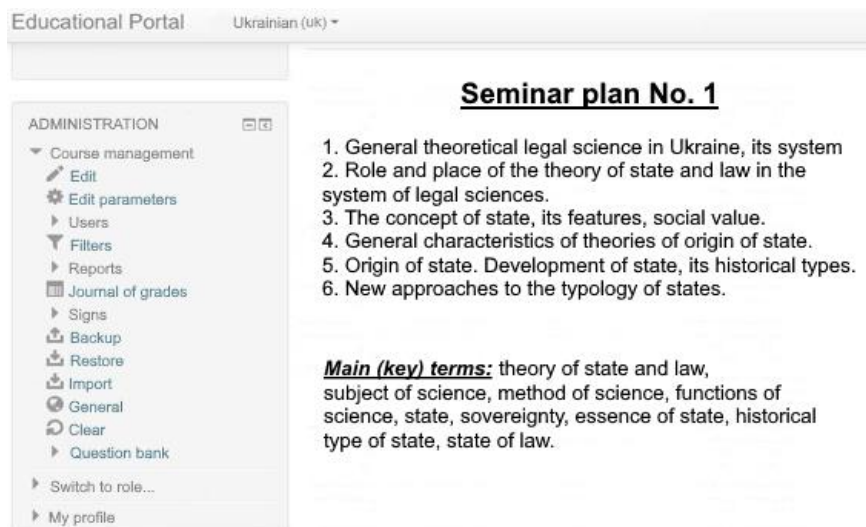 Educational Portal
Ukrainian (uk)
ADMINISTRATION
Course management
Edit
Edit parameters
Users
Filters
Reports
Journal of grades
Signs
Backup
Restore
Import
General
Clear
Question bank
Switch to role...
My profile
Seminar plan No. 1
1. General theoretical legal science in Ukraine, its system
2. Role and place of the theory of state and law in the
system of legal sciences.
3. The concept of state, its features, social value.
4. General characteristics of theories of origin of state.
5. Origin of state. Development of state, its historical types.
6. New approaches to the typology of states.
Main (key) terms: theory of state and law,
subject of science, method of science, functions of
science, state, sovereignty, essence of state, historical
type of state, state of law.